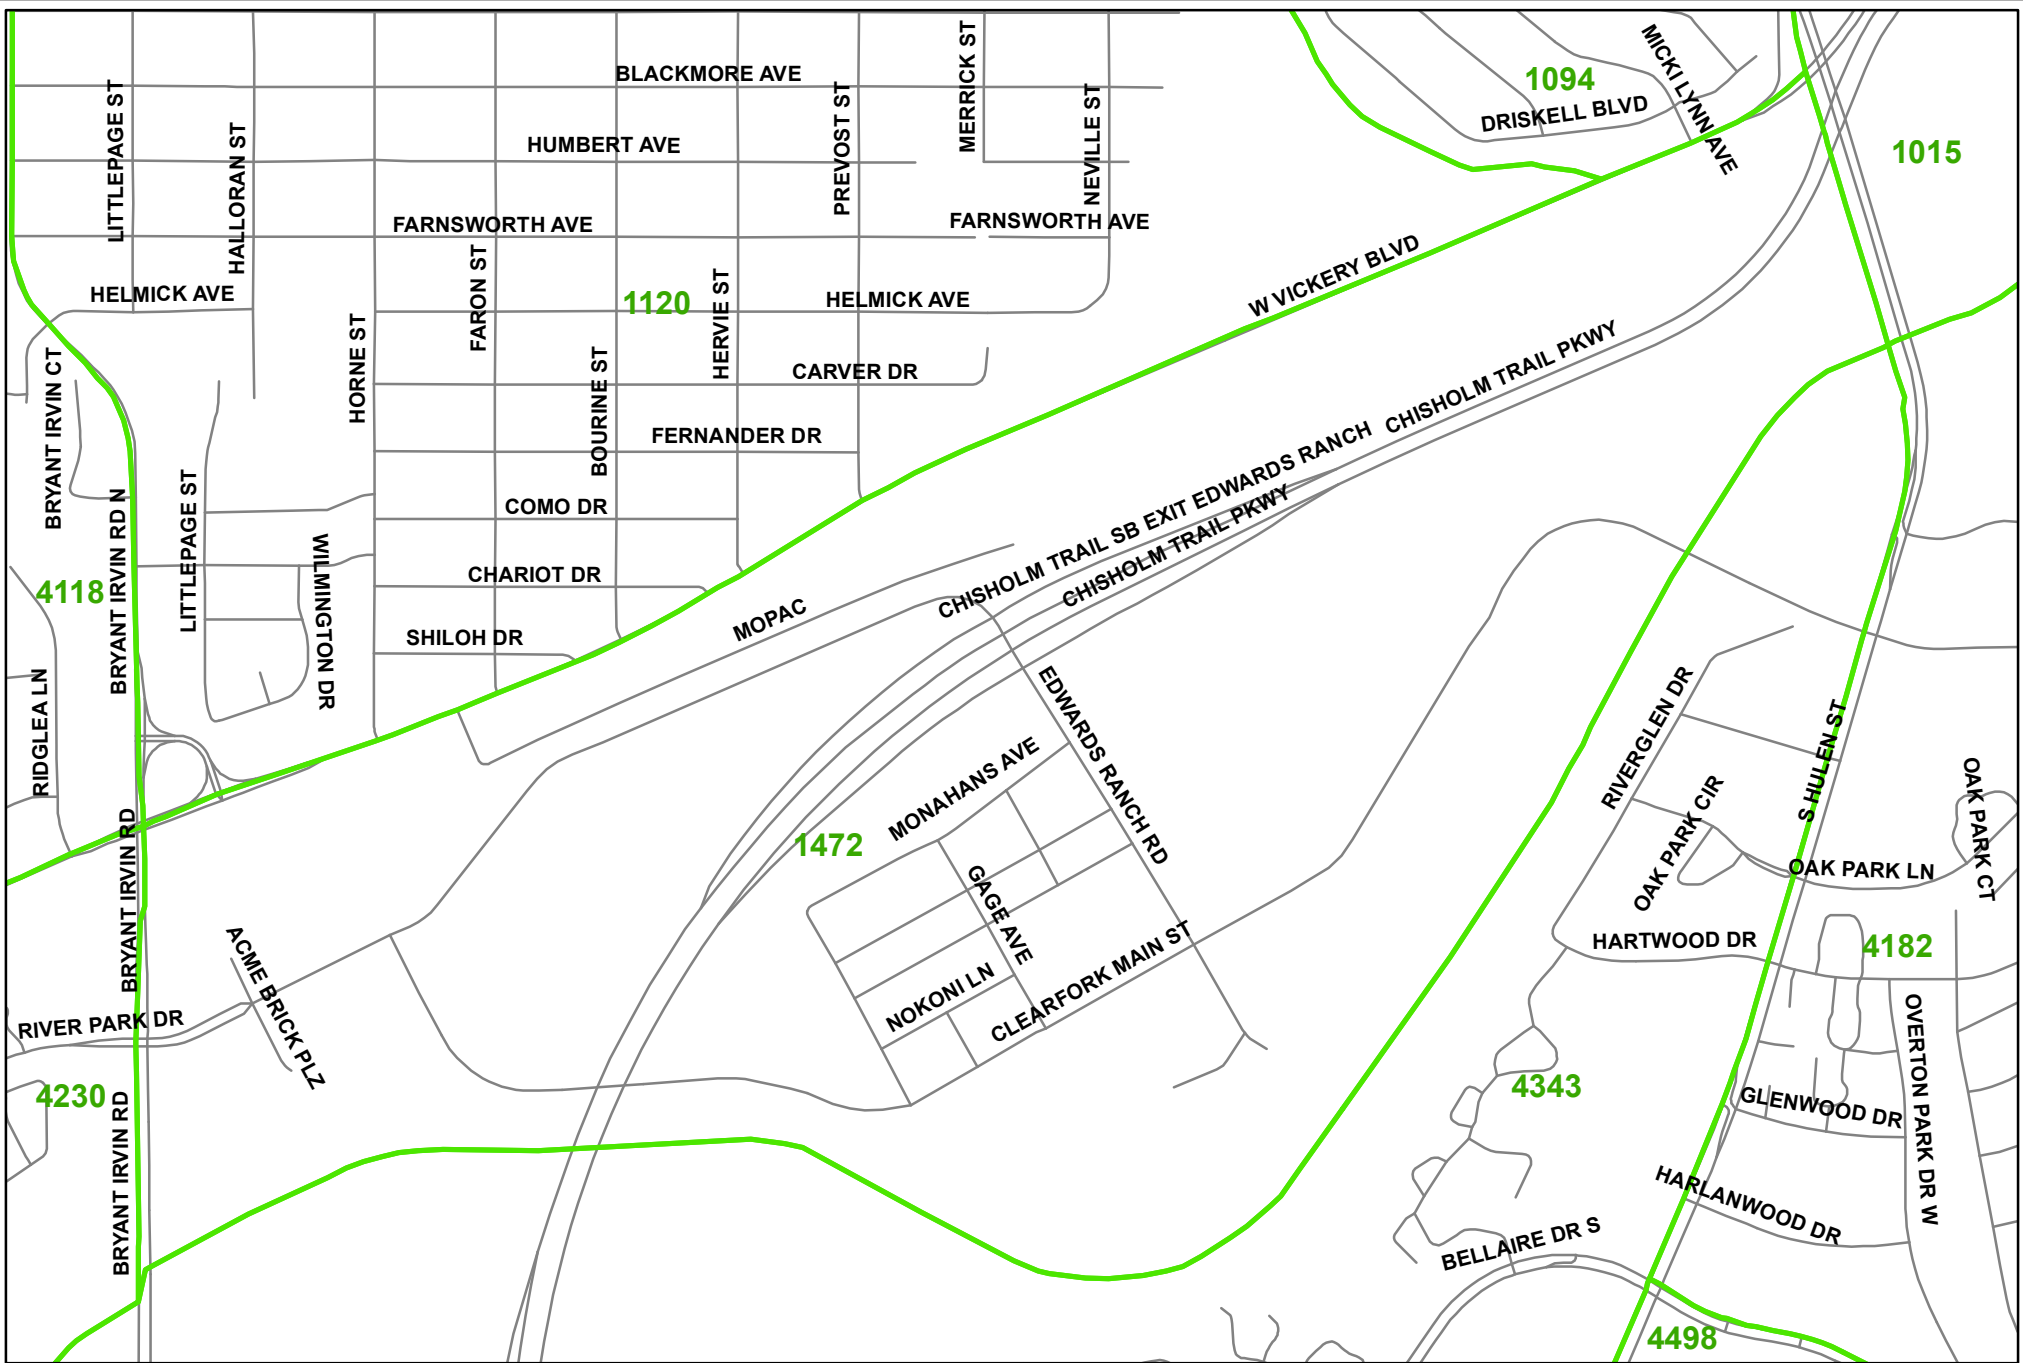 BLACKMORE AVE
MERRICK ST
MICKI LYNN AVE
1094
LITTLEPAGE ST
PREVOST ST
NEVILLE ST
DRISKELL BLVD
HALLORAN ST
HUMBERT AVE
1015
FARNSWORTH AVE
FARNSWORTH AVE
FARON ST
HELMICK AVE
1120
HERVIE ST
HELMICK AVE
W VICKERY BLVD
HORNE ST
BRYANT IRVIN CT
BOURINE ST
CARVER DR
CHISHOLM TRAIL PKWY
FERNANDER DR
CHISHOLM TRAIL SB EXIT EDWARDS RANCH
CHISHOLM TRAIL PKWY
COMO DR
BRYANT IRVIN RD N
LITTLEPAGE ST
WILMINGTON DR
4118
CHARIOT DR
MOPAC
SHILOH DR
RIDGLEA LN
EDWARDS RANCH RD
RIVERGLEN DR
S HULEN ST
MONAHANS AVE
1472
OAK PARK CIR
OAK PARK CT
OAK PARK LN
BRYANT IRVIN RD
GAGE AVE
HARTWOOD DR
4182
ACME BRICK PLZ
NOKONI LN
CLEARFORK MAIN ST
RIVER PARK DR
OVERTON PARK DR W
4230
4343
GLENWOOD DR
BRYANT IRVIN RD
HARLANWOOD DR
BELLAIRE DR S
4498